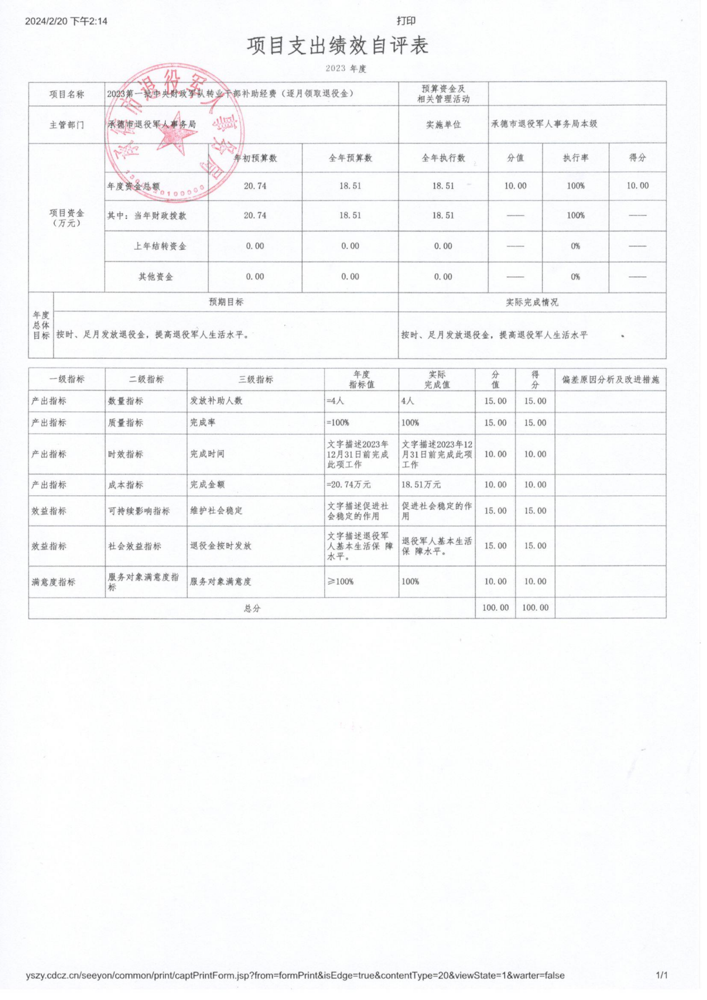 2024/2/20 下午2:14 打印
项目支出绩效自评表
2023 年度
项目名称 2023第一批中央财政军队转业干部补助经费（逐月领取退役金） 预算资金及
相关管理活动
主管部门 承德市退役军人事务局 实施单位 承德市退役军人事务局本级
承德市退役军人事务局
项目资金
（万元）
年初预算数 全年预算数 全年执行数 分值 执行率 得分
年度资金总额 20.74 18.51 18.51 10.00 100% 10.00
其中：当年财政拨款 20.74 18.51 18.51 —— 100% ——
上年结转资金 0.00 0.00 0.00 —— 0% ——
其他资金 0.00 0.00 0.00 —— 0% ——
年度
总体
目标
预期目标 实际完成情况
按时、足月发放退役金，提高退役军人生活水平。 按时、足月发放退役金，提高退役军人生活水平
一级指标 二级指标 三级指标 年度
指标值 实际
完成值 分
值 得
分 偏差原因分析及改进措施
产出指标 数量指标 发放补助人数 =4人 4人 15.00 15.00
产出指标 质量指标 完成率 =100% 100% 15.00 15.00
产出指标 时效指标 完成时间 文字描述2023年
12月31日前完成
此项工作 文字描述2023年12
月31日前完成此项
工作 10.00 10.00
产出指标 成本指标 完成金额 =20.74万元 18.51万元 10.00 10.00
效益指标 可持续影响指标 维护社会稳定 文字描述促进社
会稳定的作用 促进社会稳定的作
用 15.00 15.00
效益指标 社会效益指标 退役金按时发放 文字描述退役军
人基本生活保 障
水平。 退役军人基本生活
保 障水平。 15.00 15.00
满意度指标 服务对象满意度指
标 服务对象满意度 ≥100% 100% 10.00 10.00
总分 100.00 100.00
yszy.cdcz.cn/seeyon/common/print/captPrintForm.jsp?from=formPrint&isEdge=true&contentType=20&viewState=1&warter=false 1/1